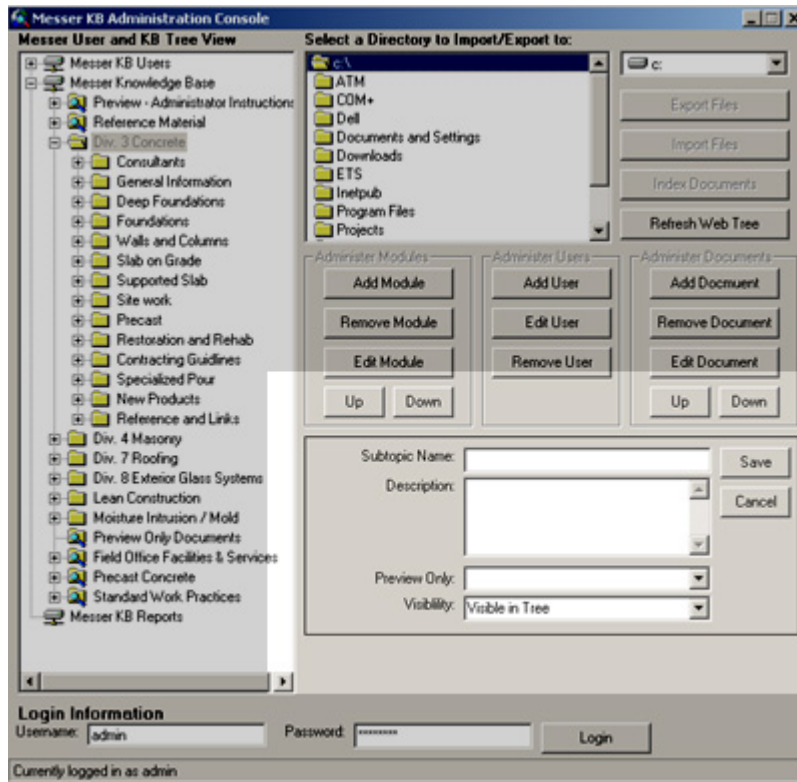 Messer KB Administration Console
Messer User and KB Tree View
Messer KB Users
Messer Knowledge Base
Preview - Administrator Instructions
Reference Material
Div. 3 Concrete
Consultants
General Information
Deep Foundations
Foundations
Walls and Columns
Slab on Grade
Supported Slab
Site work
Precast
Restoration and Rehab
Contracting Guidlines
Specialized Pour
New Products
Reference and Links
Div. 4 Masonry
Div. 7 Roofing
Div. 8 Exterior Glass Systems
Lean Construction
Moisture Intrusion / Mold
Preview Only Documents
Field Office Facilities & Services
Precast Concrete
Standard Work Practices
Messer KB Reports
Select a Directory to Import/Export to:
c:\
ATM
COM+
Dell
Documents and Settings
Downloads
ETS
Inetpub
Program Files
Projects
c:
Export Files
Import Files
Index Documents
Refresh Web Tree
Administer Modules
Add Module
Remove Module
Edit Module
Up Down
Administer Users
Add User
Edit User
Remove User
Administer Documents
Add Docmuent
Remove Document
Edit Document
Up Down
Subtopic Name:
Save
Description:
Cancel
Preview Only:
Visiblility: Visible in Tree
Login Information
Username: admin Password: ******** Login
Currently logged in as admin